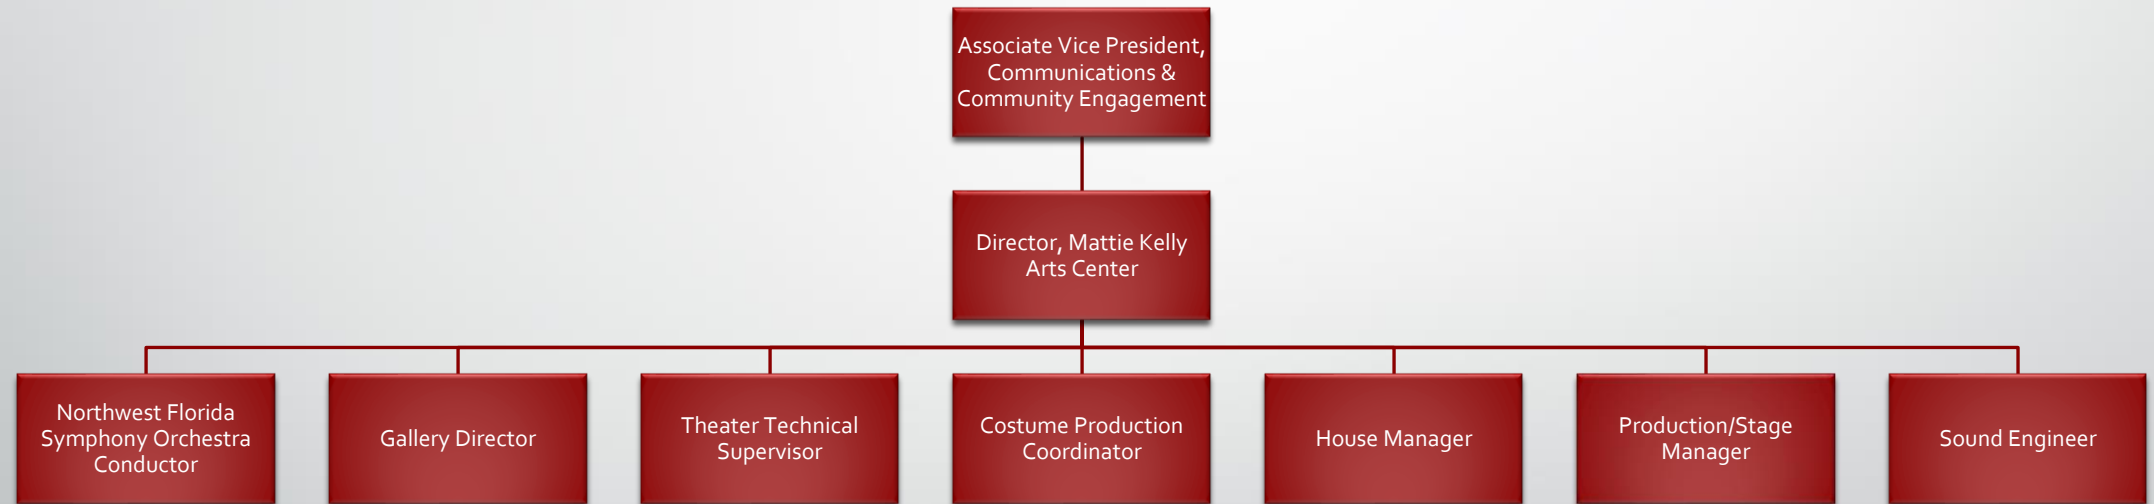 Associate Vice President,
Communications &
Community Engagement
Director, Mattie Kelly
Arts Center
Northwest Florida
Symphony Orchestra
Conductor
Gallery Director
Theater Technical
Supervisor
Costume Production
Coordinator
House Manager
Production/Stage
Manager
Sound Engineer